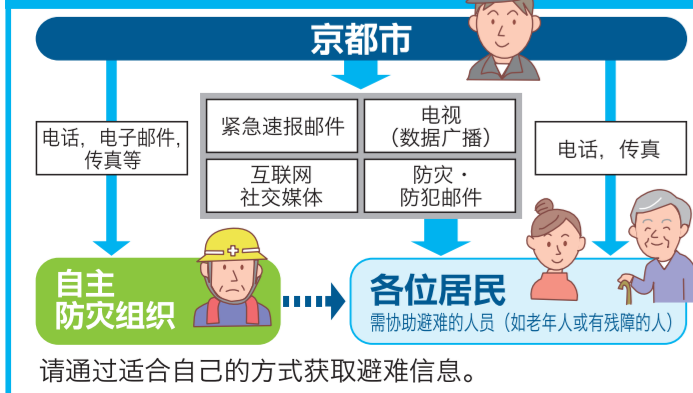 京都市
电话，电子邮件，
传真等
紧急速报邮件
电视
（数据广播）
互联网
社交媒体
防灾・
防犯邮件
电话，传真
自主
防灾组织
各位居民
需协助避难的人员（如老年人或有残障的人）
请通过适合自己的方式获取避难信息。